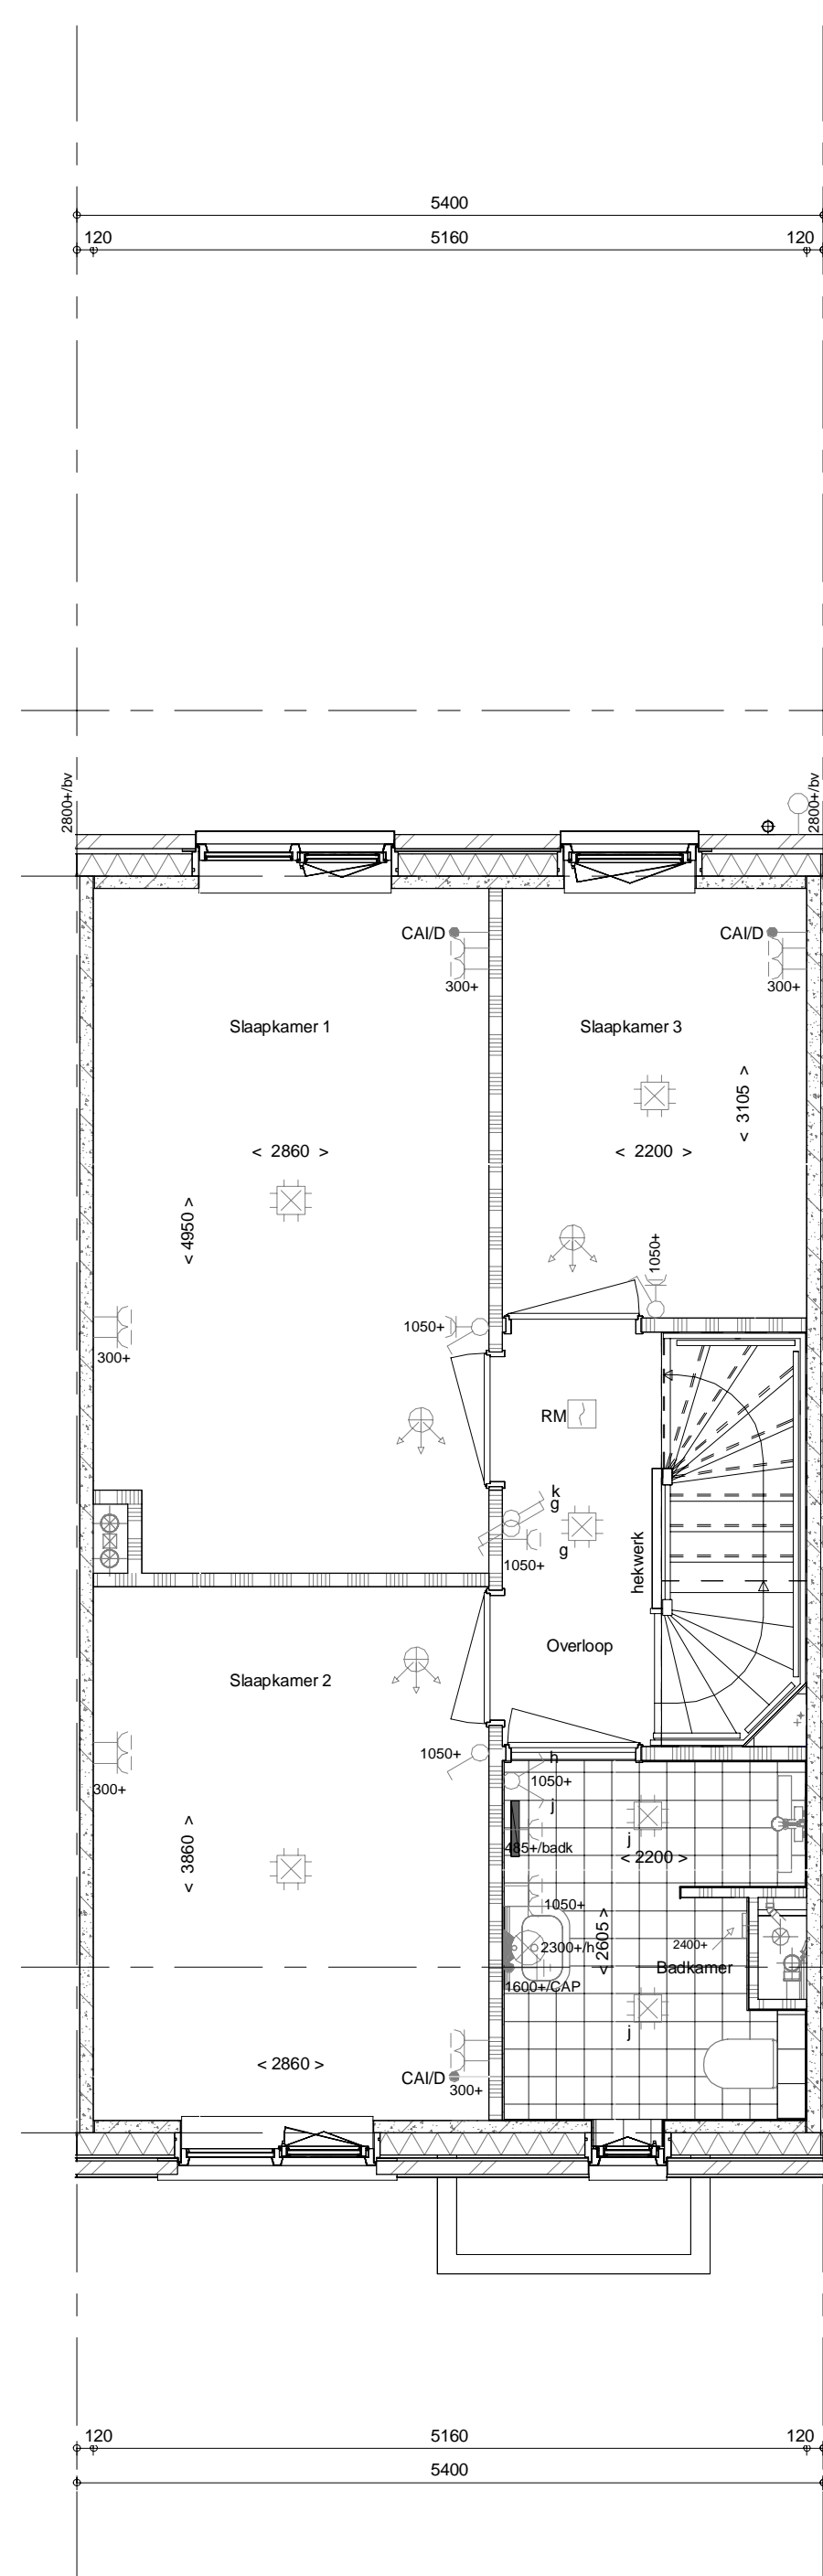 5400
120 5160 120
2800+/bv 2800+/bv
CAI/D CAI/D
300+ 300+
Slaapkamer 1 Slaapkamer 3
< 3105 >
< 2860 > < 2200 >
< 4950 >
1050+
1050+
300+
RM
k
g
g
1050+
hekwerk
Overloop
Slaapkamer 2
1050+
h
1050+
j
300+
j
485+/badk
< 2200 >
< 3860 >
1050+
< 2605 >
2300+/h
2400+
Badkamer
1600+/CAP
j
< 2860 >
CAI/D
300+
120 5160 120
5400